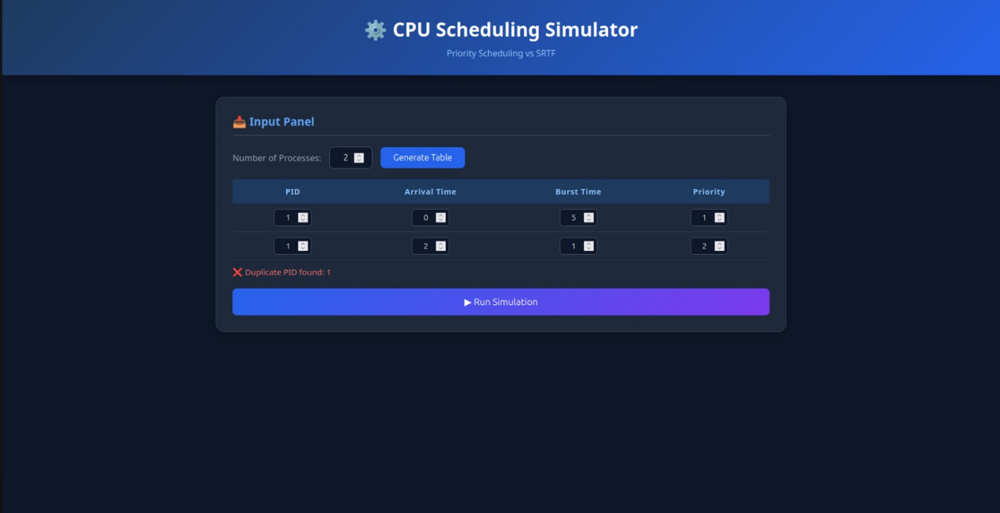 ⚙️ CPU Scheduling Simulator
Priority Scheduling vs SRTF
📥 Input Panel
Number of Processes: 2 Generate Table
PID Arrival Time Burst Time Priority
1 0 5 1
1 2 1 2
❌ Duplicate PID found: 1
▶ Run Simulation